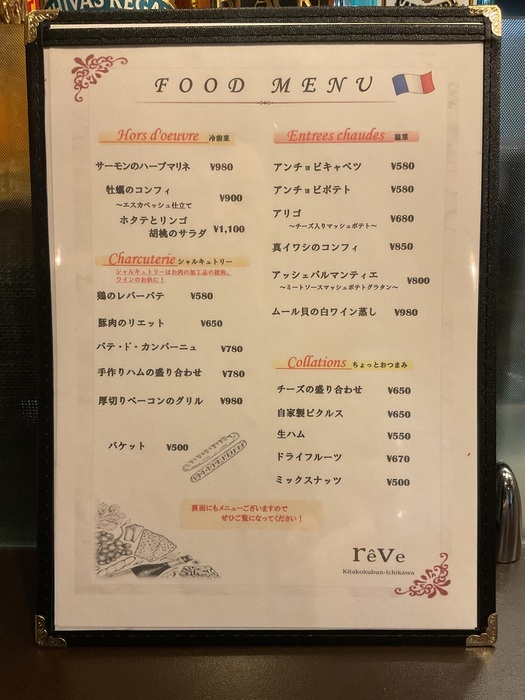 CHIVAS REGAL
FOOD MENU
Hors d'oeuvre 冷前菜
サーモンのハーブマリネ ¥980
牡蠣のコンフィ
～エスカベッシュ仕立て ¥900
ホタテとリンゴ
胡桃のサラダ ¥1,100
Charcuterie シャルキュトリー
シャルキュトリーはお肉の加工品の総称。
ワインのお供に！
鶏のレバーパテ ¥580
豚肉のリエット ¥650
パテ・ド・カンパーニュ ¥780
手作りハムの盛り合わせ ¥780
厚切りベーコンのグリル ¥980
バケット ¥500
Entrees chaudes 温菜
アンチョビキャベツ ¥580
アンチョビポテト ¥580
アリゴ
～チーズ入りマッシュポテト～ ¥680
真イワシのコンフィ ¥850
アッシェパルマンティエ
～ミートソースマッシュポテトグラタン～ ¥800
ムール貝の白ワイン蒸し ¥980
Collations ちょっとおつまみ
チーズの盛り合わせ ¥650
自家製ピクルス ¥650
生ハム ¥550
ドライフルーツ ¥670
ミックスナッツ ¥500
裏面にもメニューございますので
ぜひご覧になってください！
rêve
Kitakokubun-Ichikawa